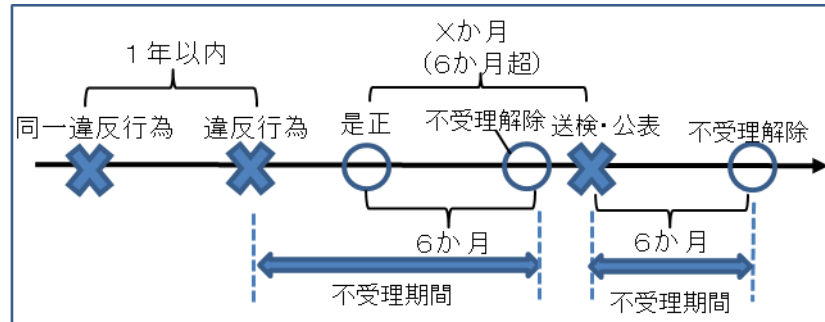 １年以内
Xか月
（６か月超）
同一違反行為
違反行為
是正
不受理解除
送検・公表
不受理解除
６か月
６か月
不受理期間
不受理期間